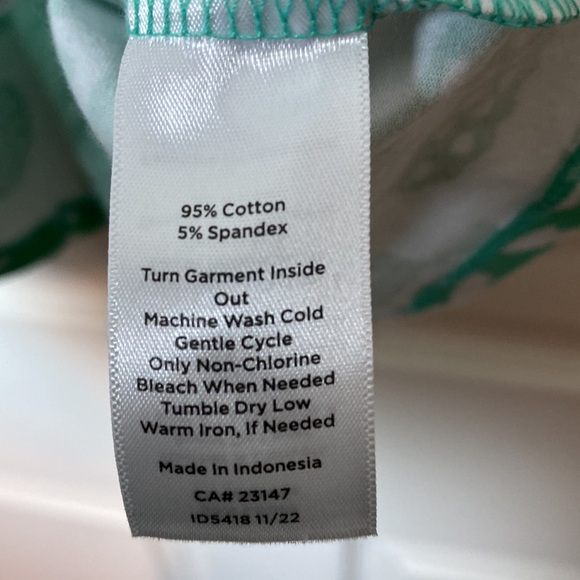 95% Cotton
5% Spandex
Turn Garment Inside
Out
Machine Wash Cold
Gentle Cycle
Only Non-Chlorine
Bleach When Needed
Tumble Dry Low
Warm Iron, If Needed
Made In Indonesia
CA# 23147
ID5418 11/22